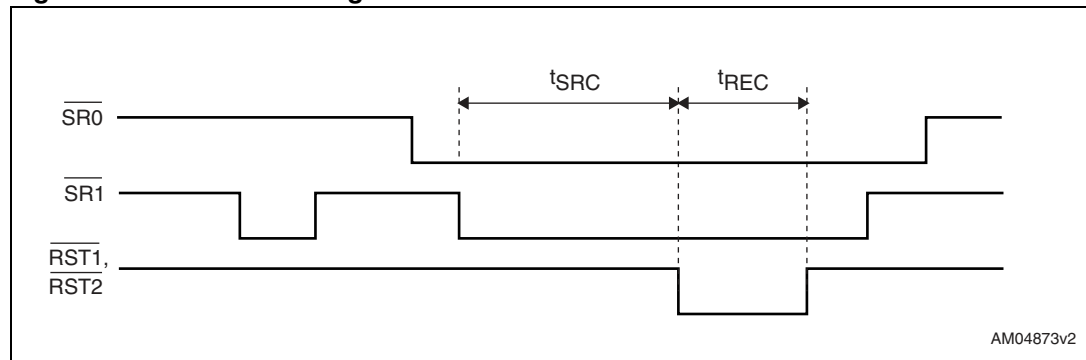 tSRC tREC
SR0
SR1
RST1,
RST2
AM04873v2